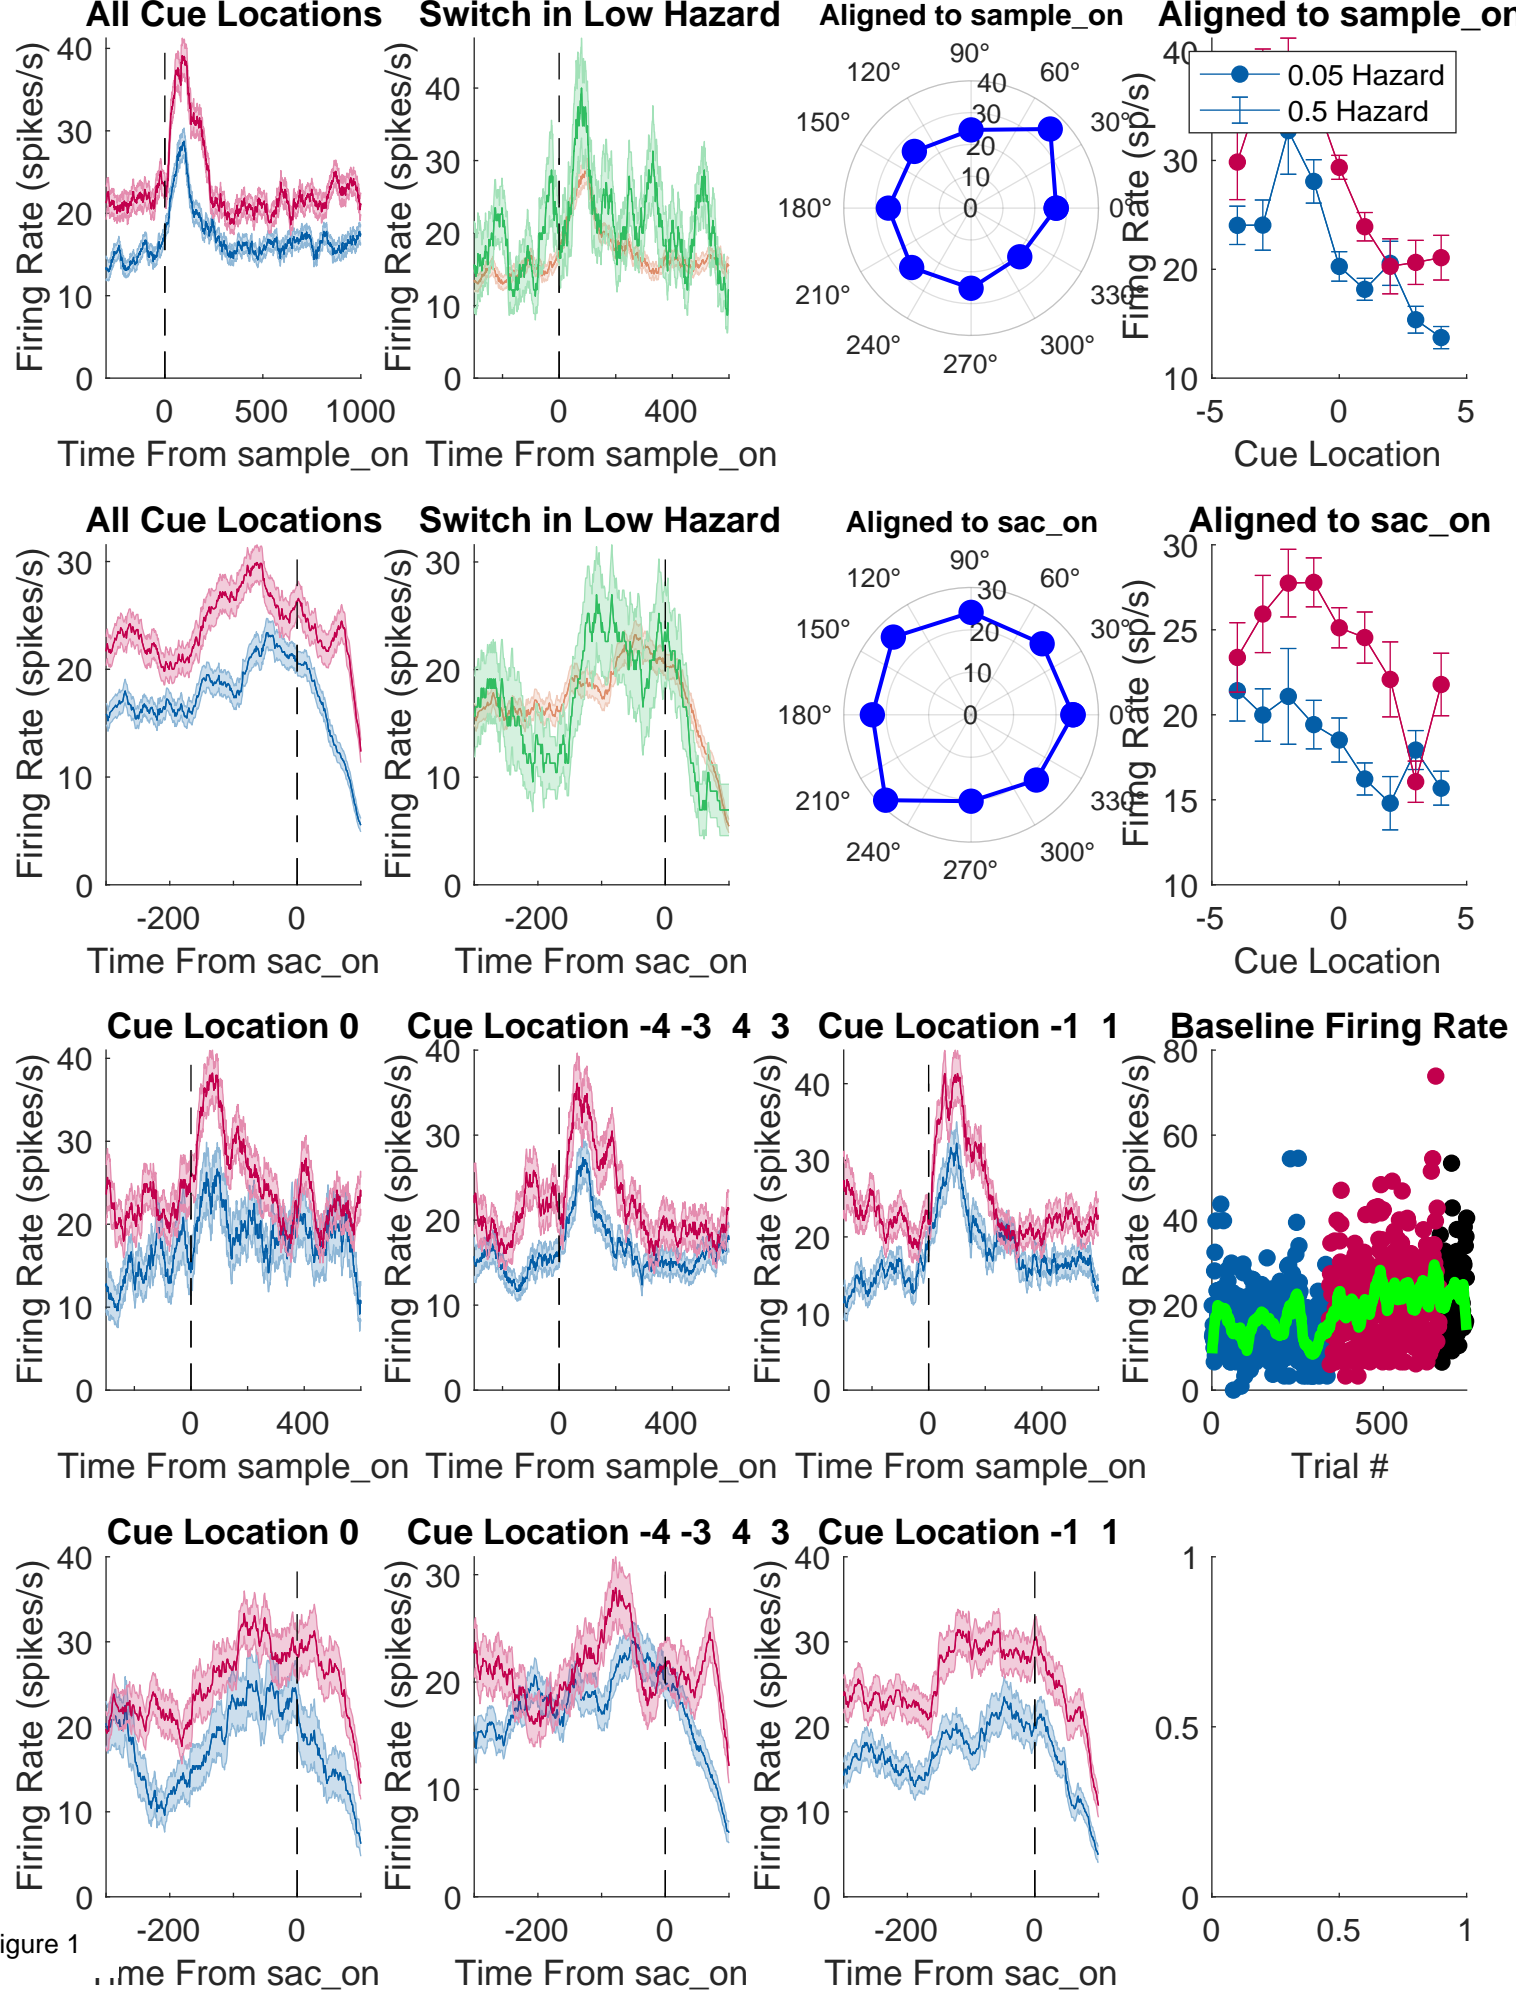 All Cue Locations
Firing Rate (spikes/s)
40
30
20
10
0
0 500 1000
Time From sample_on
Switch in Low Hazard
Firing Rate (spikes/s)
40
30
20
10
0
0 400
Time From sample_on
Aligned to sample_on
90°
120° 60°
150° 30°
180° 0°
210° 330°
240° 300°
270°
40
30
20
10
0
Aligned to sample_on
0.05 Hazard
0.5 Hazard
Firing Rate (sp/s)
40
30
20
10
-5 0 5
Cue Location
All Cue Locations
Firing Rate (spikes/s)
30
20
10
0
-200 0
Time From sac_on
Switch in Low Hazard
Firing Rate (spikes/s)
30
20
10
0
-200 0
Time From sac_on
Aligned to sac_on
90°
120° 60°
150° 30°
180° 0°
210° 330°
240° 300°
270°
30
20
10
0
Aligned to sac_on
Firing Rate (sp/s)
30
25
20
15
10
-5 0 5
Cue Location
Cue Location 0
Firing Rate (spikes/s)
40
30
20
10
0
0 400
Time From sample_on
Cue Location -4 -3 4 3
Firing Rate (spikes/s)
40
30
20
10
0
0 400
Time From sample_on
Cue Location -1 1
Firing Rate (spikes/s)
40
30
20
10
0
0 400
Time From sample_on
Baseline Firing Rate
Firing Rate (spikes/s)
80
60
40
20
0
0 500
Trial #
Cue Location 0
Firing Rate (spikes/s)
40
30
20
10
0
-200 0
Time From sac_on
Cue Location -4 -3 4 3
Firing Rate (spikes/s)
30
20
10
0
-200 0
Time From sac_on
Cue Location -1 1
Firing Rate (spikes/s)
40
30
20
10
0
-200 0
Time From sac_on
1
0.5
0
0 0.5 1
igure 1